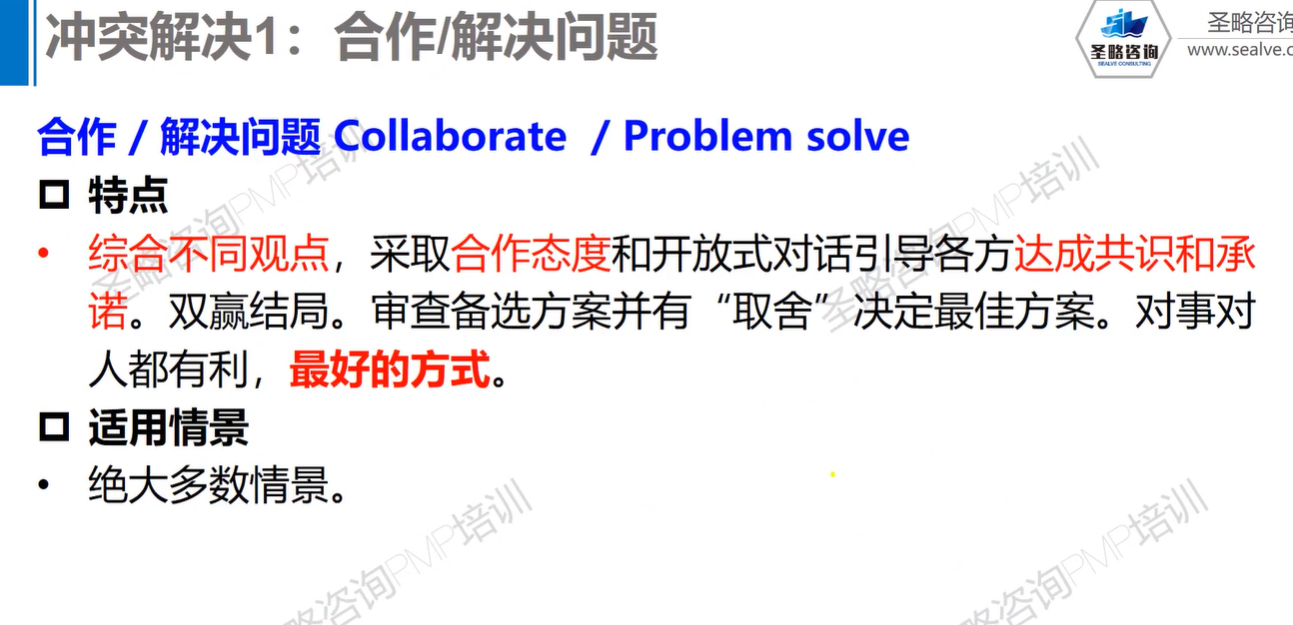 冲突解决1：合作/解决问题
圣略咨询
SEALVE CONSULTING
圣略咨询
www.sealve.c
合作 / 解决问题 Collaborate / Problem solve
特点
• 综合不同观点，采取合作态度和开放式对话引导各方达成共识和承
诺。双赢结局。审查备选方案并有“取舍”决定最佳方案。对事对
人都有利，最好的方式。
适用情景
• 绝大多数情景。
圣略咨询PMP培训
圣略咨询PMP培训
略咨询PMP培训
略咨询PMP培训